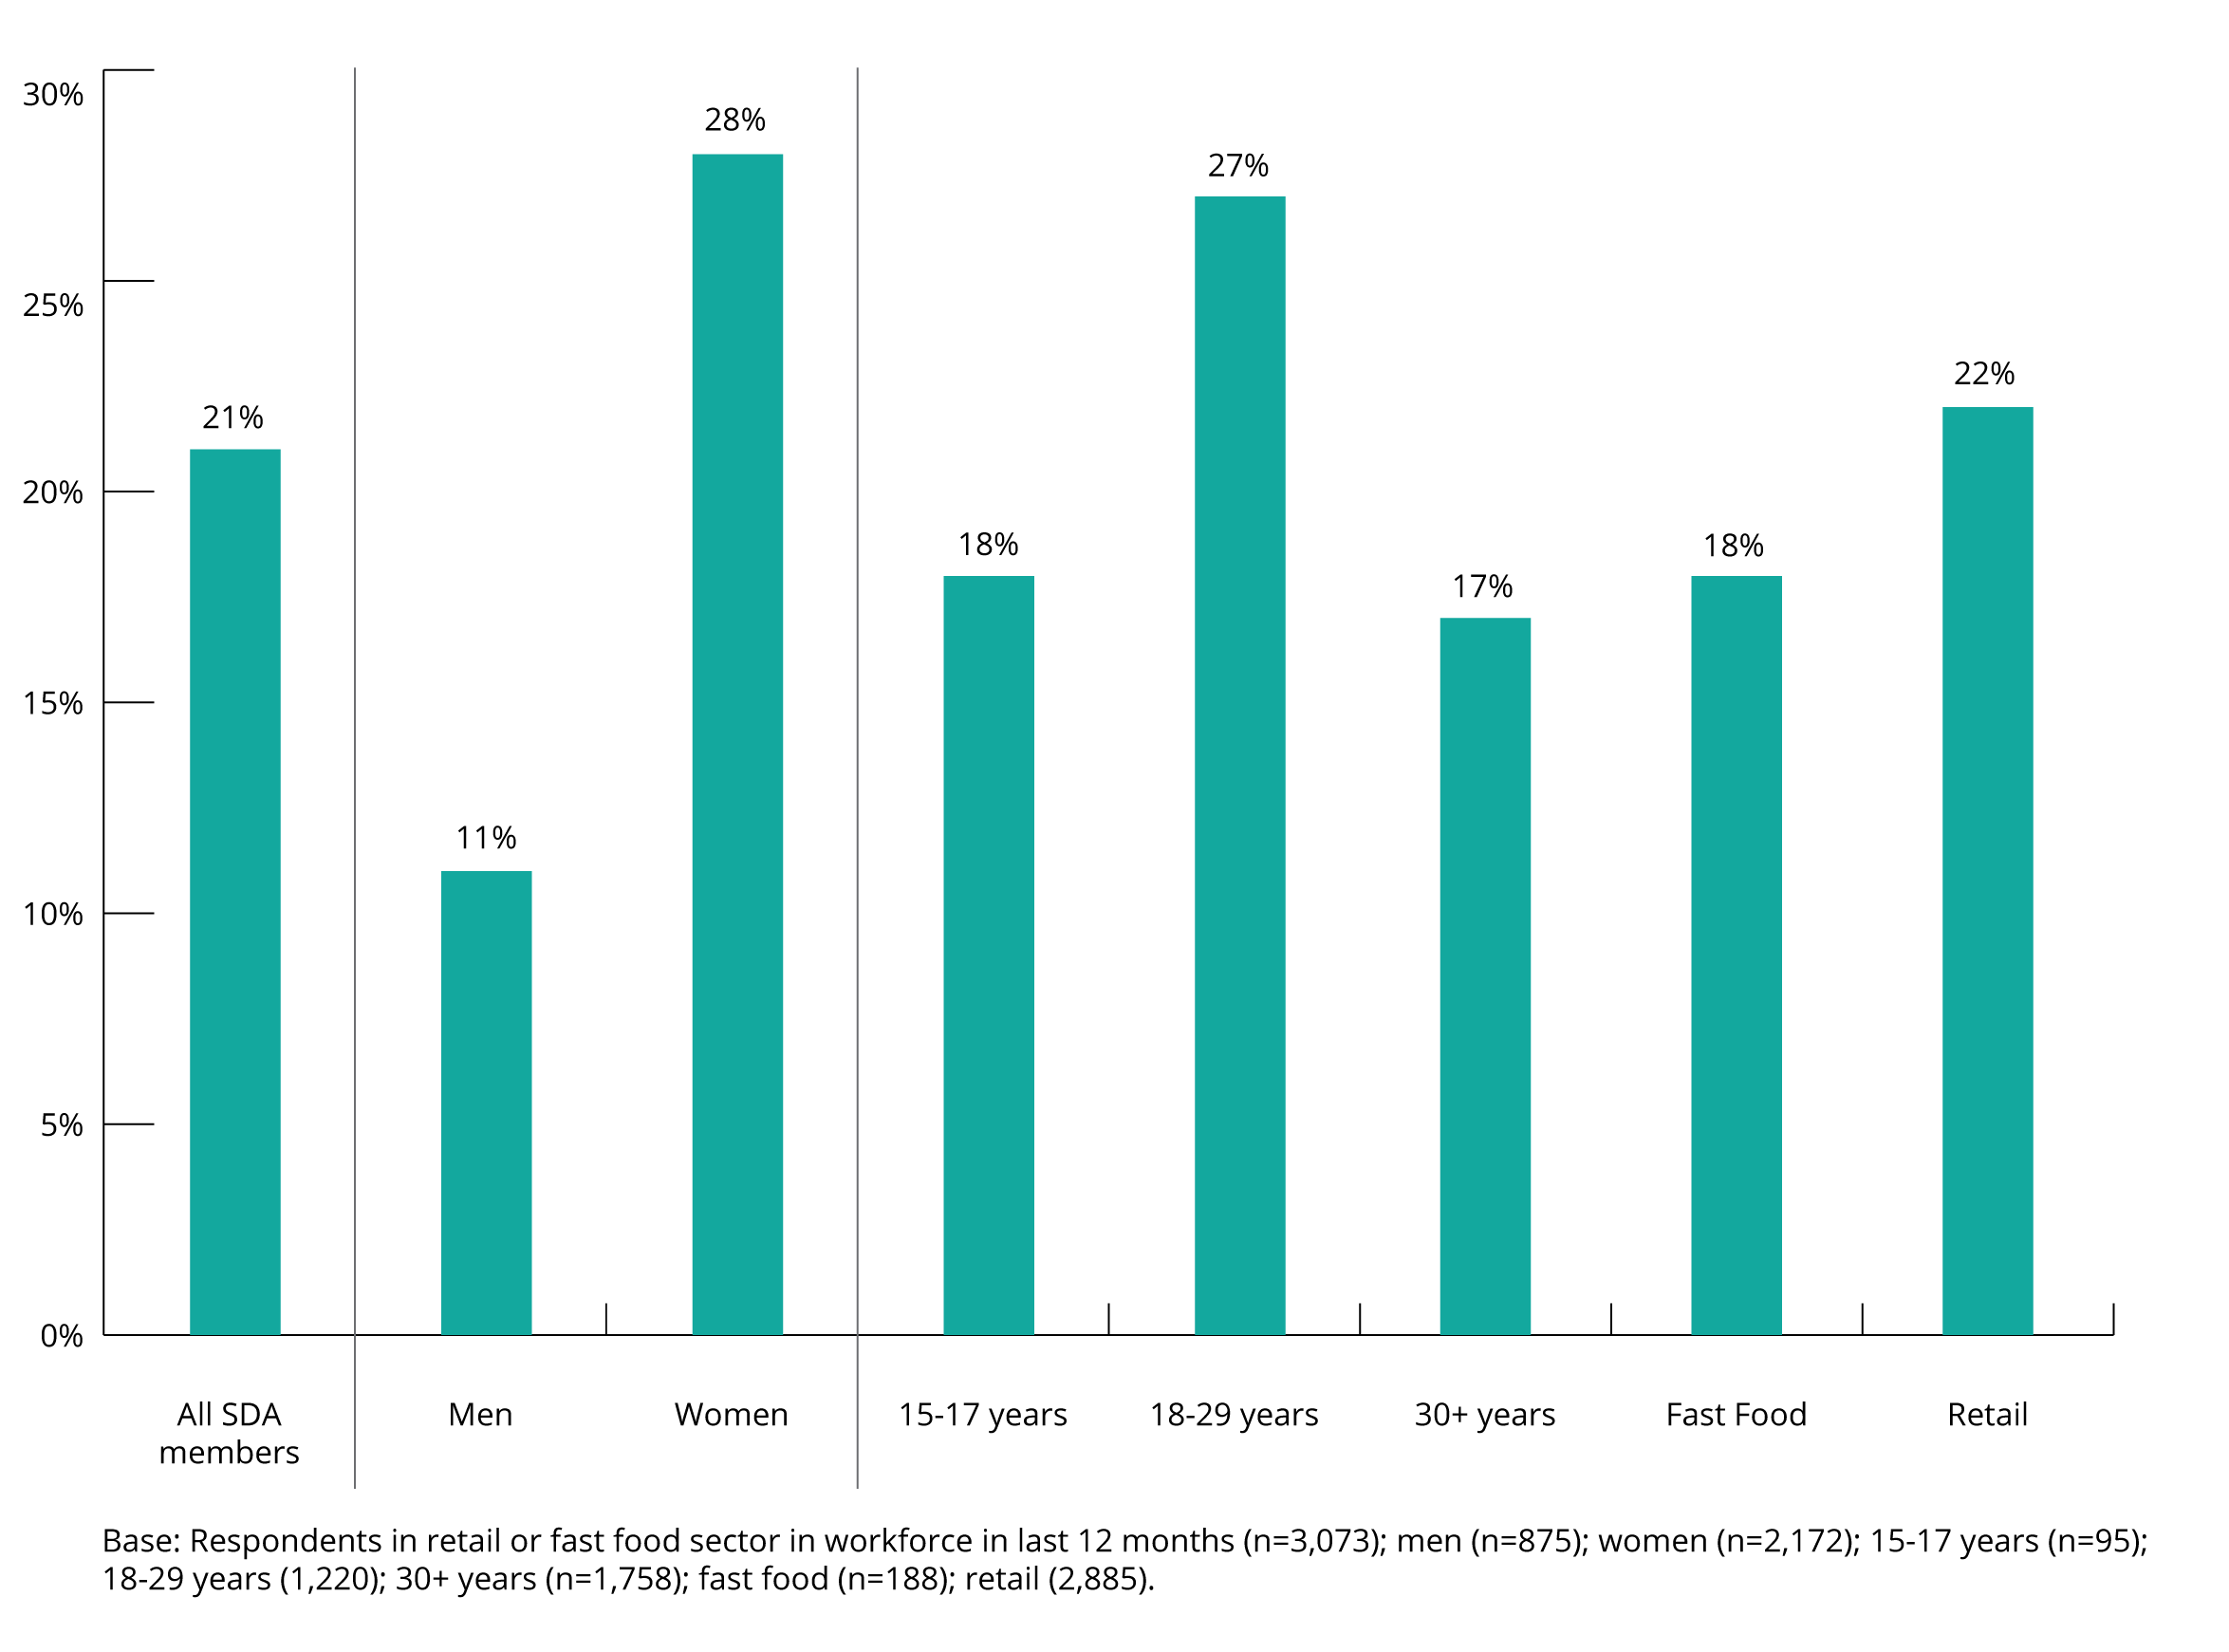 30%
25%
20%
15%
10%
5%
0%
21%
11%
28%
18%
27%
17%
18%
22%
All SDA
members
Men
Women
15-17 years
18-29 years
30+ years
Fast Food
Retail
Base: Respondents in retail or fast food sector in workforce in last 12 months (n=3,073); men (n=875); women (n=2,172); 15-17 years (n=95);
18-29 years (1,220); 30+ years (n=1,758); fast food (n=188); retail (2,885).